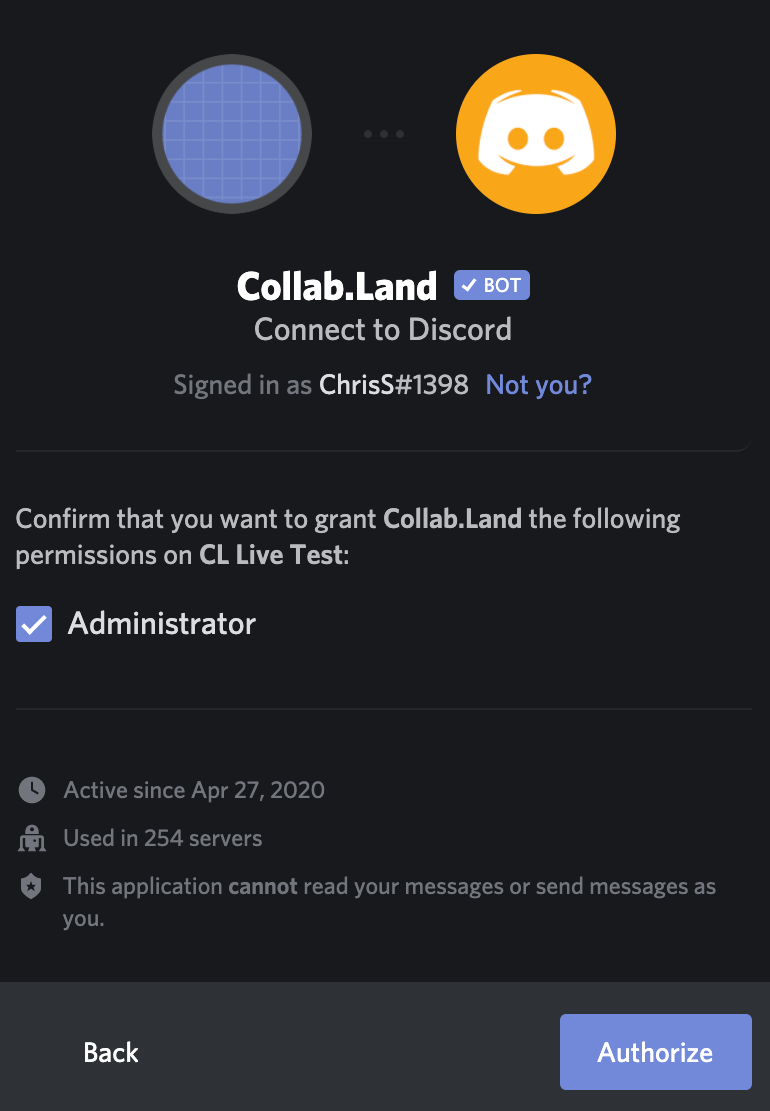 Collab.Land BOT
Connect to Discord
Signed in as ChrisS#1398 Not you?
Confirm that you want to grant Collab.Land the following
permissions on CL Live Test:
Administrator
Active since Apr 27, 2020
Used in 254 servers
This application cannot read your messages or send messages as
you.
Back
Authorize